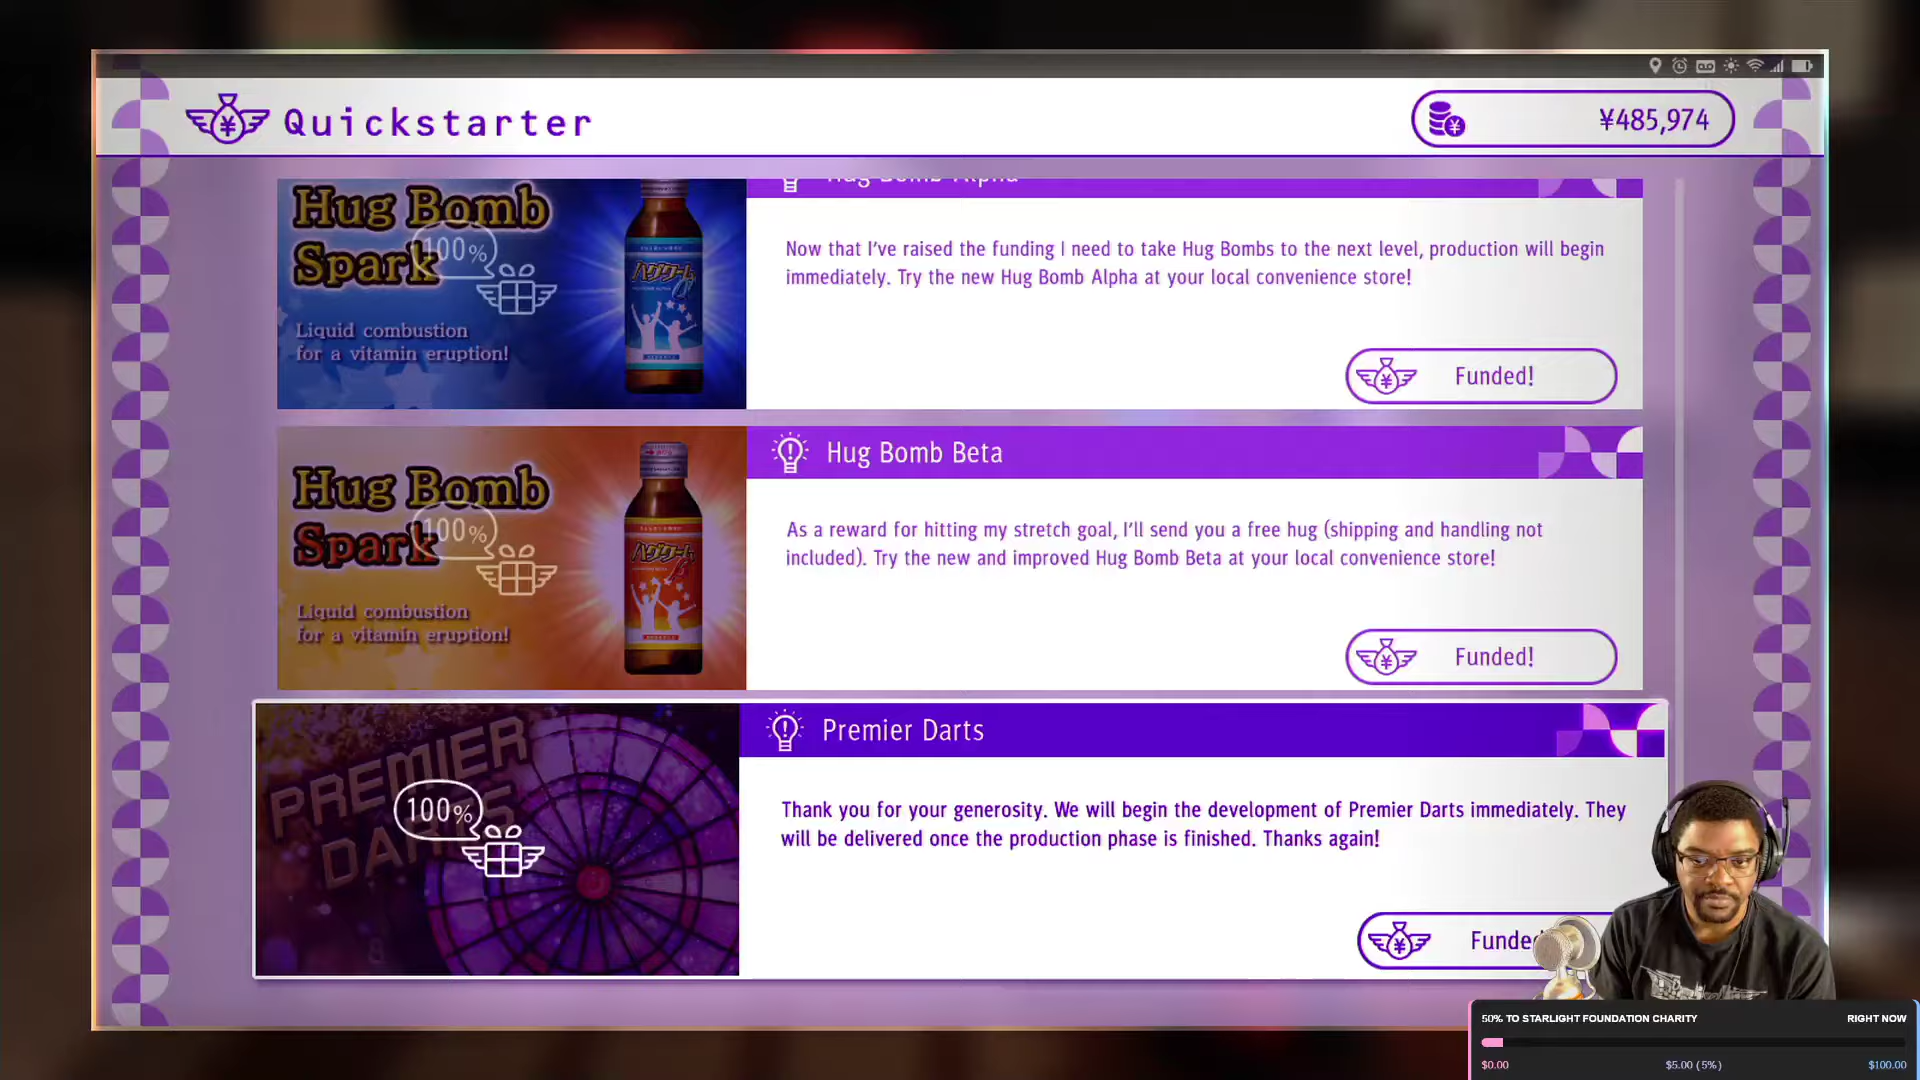 Quickstarter
¥485,974
Hug Bomb Alpha
Hug Bomb
Spark
Liquid combustion
for a vitamin eruption!
100%
Now that I've raised the funding I need to take Hug Bombs to the next level, production will begin
immediately. Try the new Hug Bomb Alpha at your local convenience store!
Funded!
Hug Bomb
Spark
Liquid combustion
for a vitamin eruption!
100%
Hug Bomb Beta
As a reward for hitting my stretch goal, I'll send you a free hug (shipping and handling not
included). Try the new and improved Hug Bomb Beta at your local convenience store!
Funded!
PREMIER
DARTS
100%
Premier Darts
Thank you for your generosity. We will begin the development of Premier Darts immediately. They
will be delivered once the production phase is finished. Thanks again!
Funde
50% TO STARLIGHT FOUNDATION CHARITY
RIGHT NOW
$0.00
$5.00 (5%)
$100.00